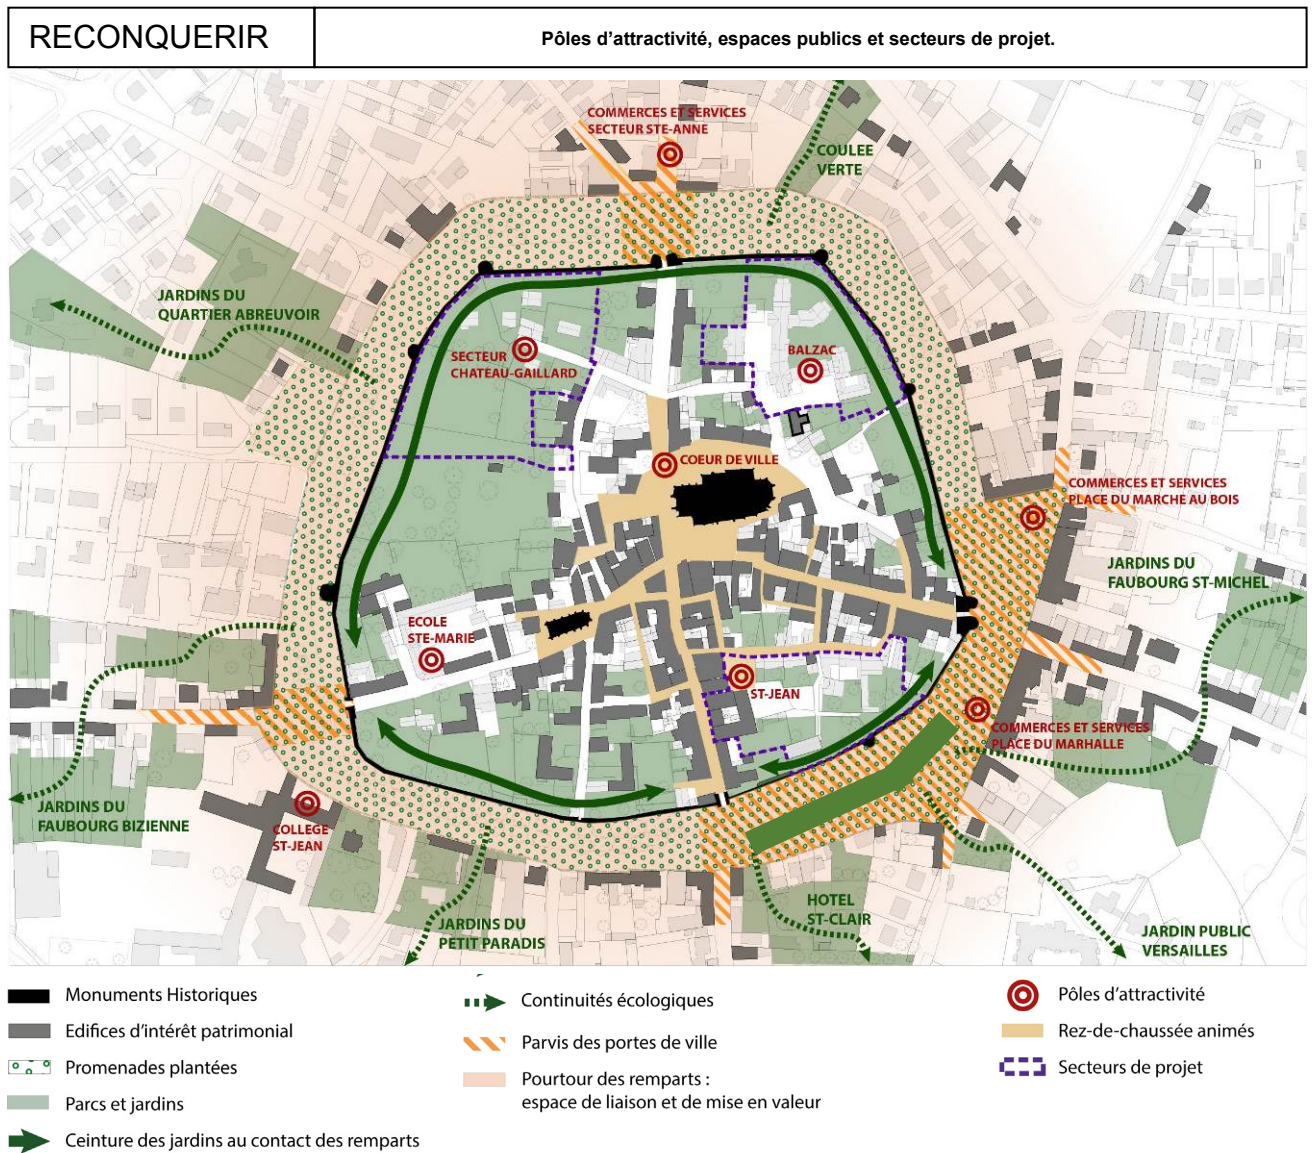 RECONQUERIR
Pôles d'attractivité, espaces publics et secteurs de projet.
COMMERCES ET SERVICES
SECTEUR STE-ANNE
COULEE
VERTE
JARDINS DU
QUARTIER ABREUVOIR
SECTEUR
CHATEAU-GAILLARD
BALZAC
COEUR DE VILLE
COMMERCES ET SERVICES
PLACE DU MARCHE AU BOIS
JARDINS DU
FAUBOURG ST-MICHEL
ECOLE
STE-MARIE
ST-JEAN
COMMERCES ET SERVICES
PLACE DU MARHALLE
JARDINS DU
FAUBOURG BIZIENNE
COLLEGE
ST-JEAN
JARDINS DU
PETIT PARADIS
HOTEL
ST-CLAIR
JARDIN PUBLIC
VERSAILLES
Monuments Historiques
Edifices d'intérêt patrimonial
Promenades plantées
Parcs et jardins
Ceinture des jardins au contact des remparts
Continuités écologiques
Parvis des portes de ville
Pourtour des remparts :
espace de liaison et de mise en valeur
Pôles d'attractivité
Rez-de-chaussée animés
Secteurs de projet